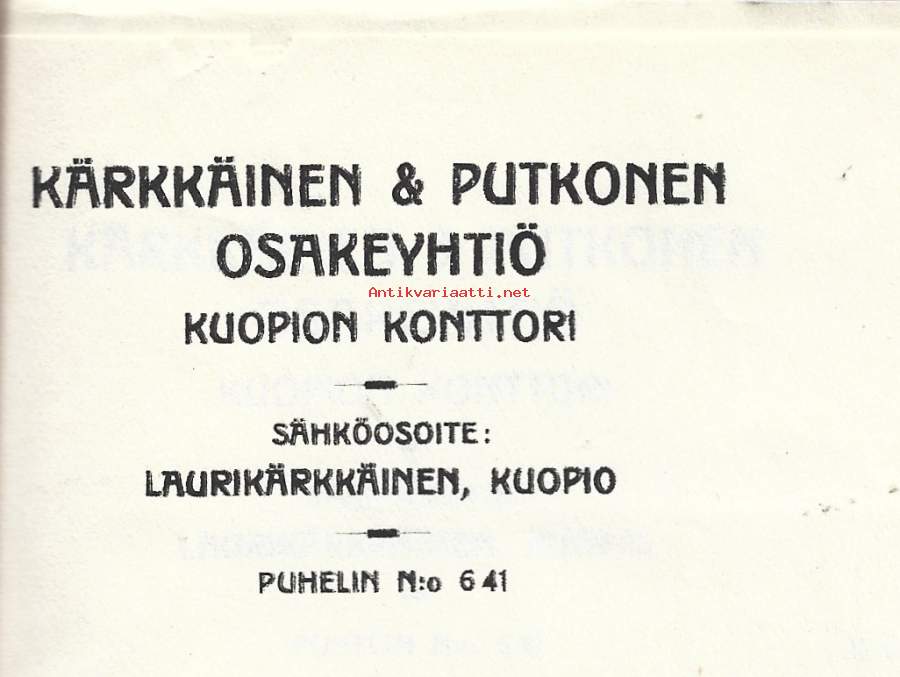 KÄRKKÄINEN & PUTKONEN
OSAKEYHTIÖ
Antikvariaatti.net
KUOPION KONTTORI
SÄHKÖOSOITE:
LAURIKÄRKKÄINEN, KUOPIO
PUHELIN N:o 641